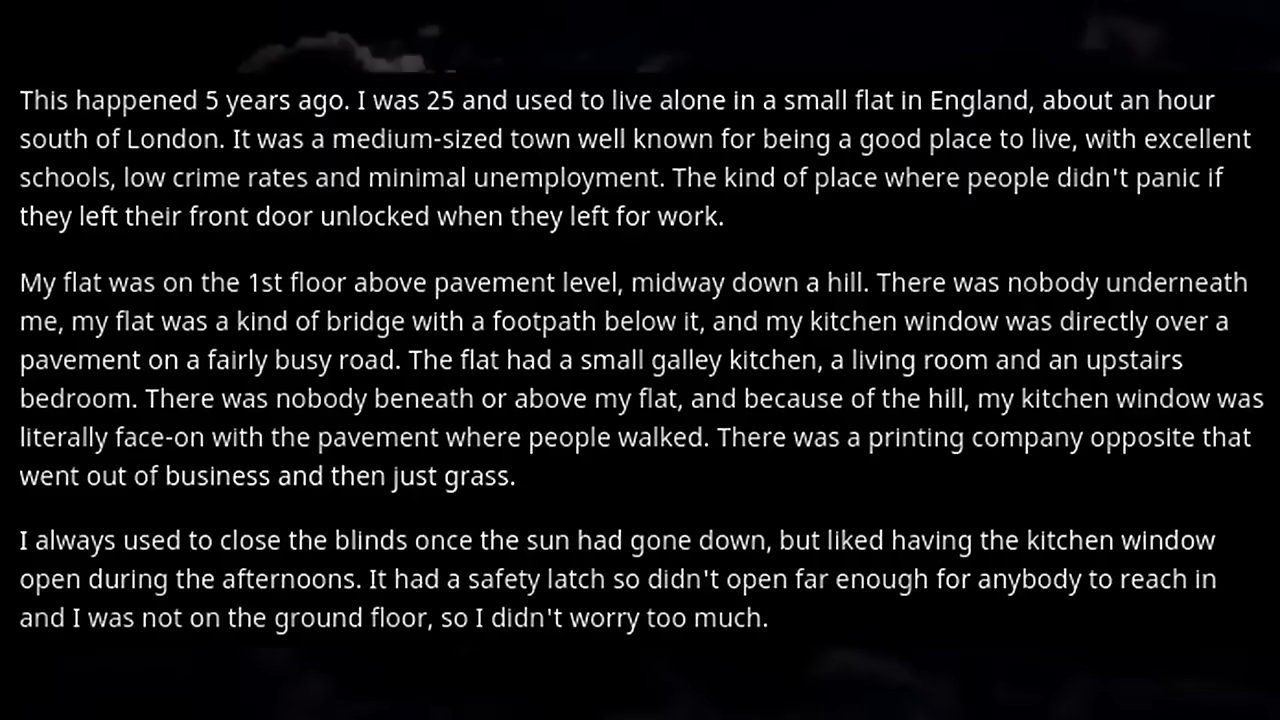 This happened 5 years ago. I was 25 and used to live alone in a small flat in England, about an hour
south of London. It was a medium-sized town well known for being a good place to live, with excellent
schools, low crime rates and minimal unemployment. The kind of place where people didn't panic if
they left their front door unlocked when they left for work.
My flat was on the 1st floor above pavement level, midway down a hill. There was nobody underneath
me, my flat was a kind of bridge with a footpath below it, and my kitchen window was directly over a
pavement on a fairly busy road. The flat had a small galley kitchen, a living room and an upstairs
bedroom. There was nobody beneath or above my flat, and because of the hill, my kitchen window was
literally face-on with the pavement where people walked. There was a printing company opposite that
went out of business and then just grass.
I always used to close the blinds once the sun had gone down, but liked having the kitchen window
open during the afternoons. It had a safety latch so didn't open far enough for anybody to reach in
and I was not on the ground floor, so I didn't worry too much.